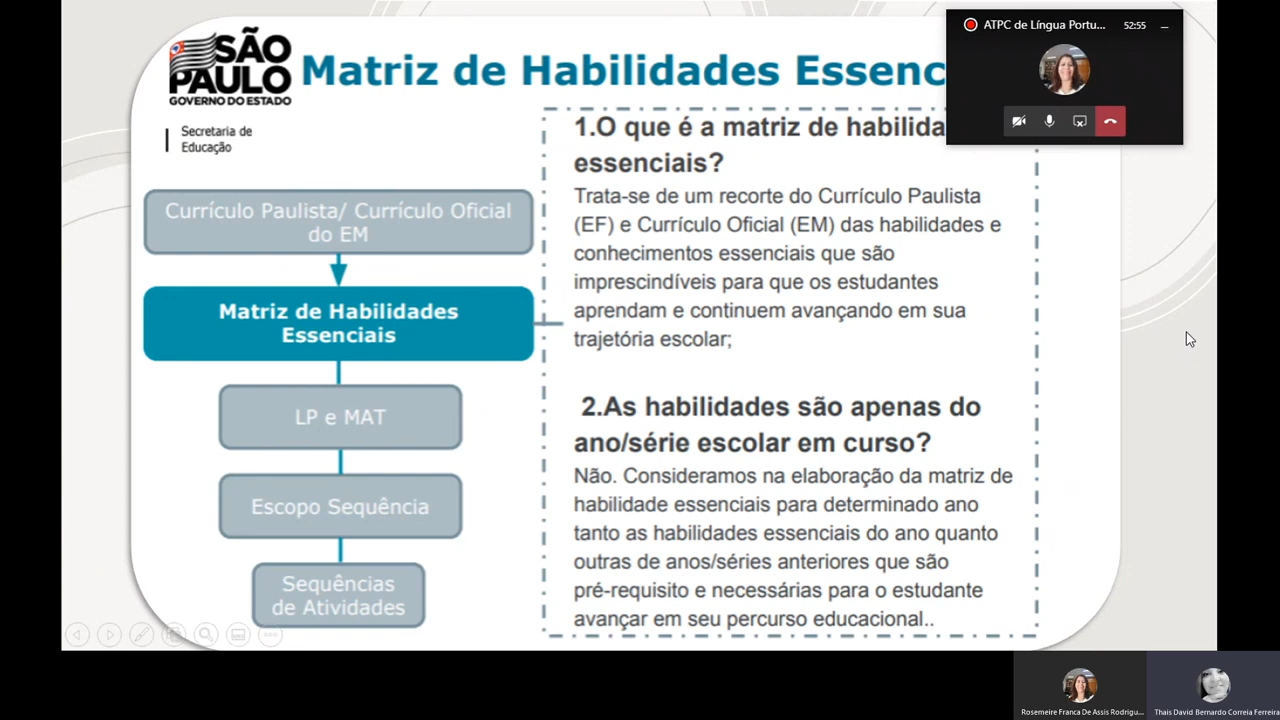 SÃO
PAULO
GOVERNO DO ESTADO
Secretaria de
Educação
Matriz de Habilidades Essenc
ATPC de Língua Portu... 52:55
Currículo Paulista/ Currículo Oficial
do EM
Matriz de Habilidades
Essenciais
LP e MAT
Escopo Sequência
Sequências
de Atividades
1.O que é a matriz de habilida
essenciais?
Trata-se de um recorte do Currículo Paulista
(EF) e Currículo Oficial (EM) das habilidades e
conhecimentos essenciais que são
imprescindíveis para que os estudantes
aprendam e continuem avançando em sua
trajetória escolar;
2.As habilidades são apenas do
ano/série escolar em curso?
Não. Consideramos na elaboração da matriz de
habilidade essenciais para determinado ano
tanto as habilidades essenciais do ano quanto
outras de anos/séries anteriores que são
pré-requisito e necessárias para o estudante
avançar em seu percurso educacional..
Rosemeire Franca De Assis Rodrigu...
Thais David Bernardo Correia Ferreira